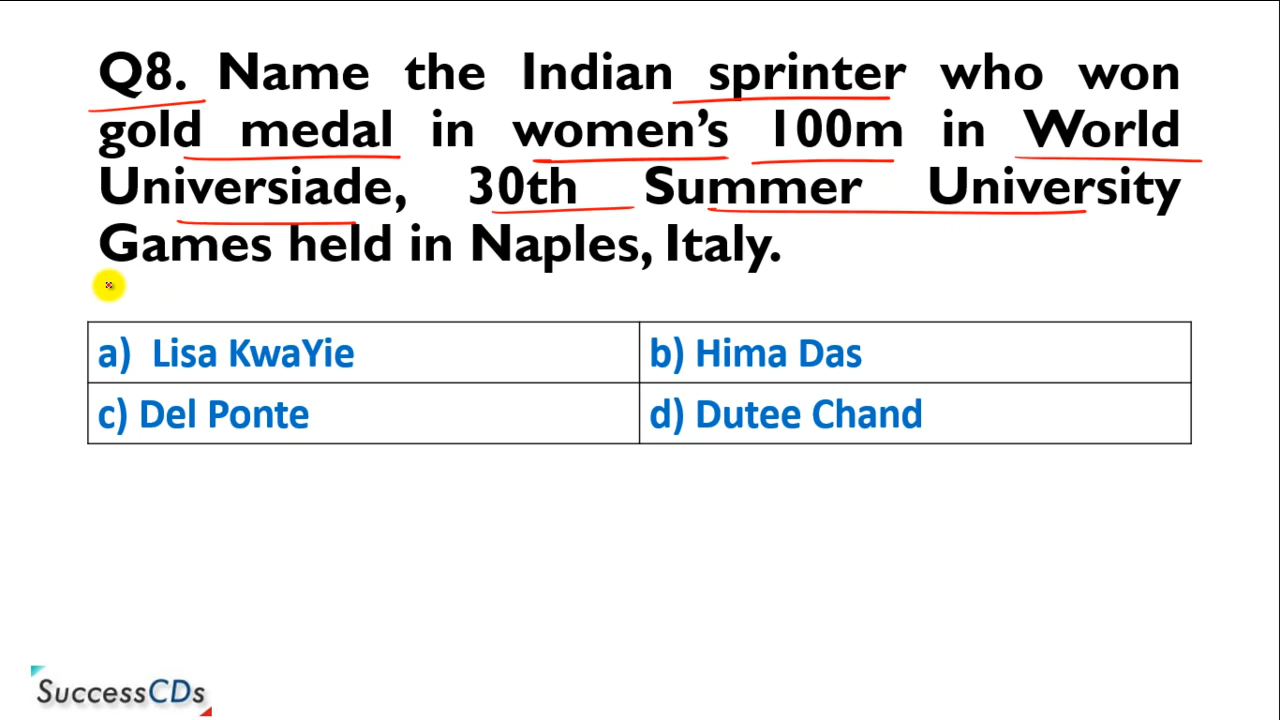 Q8. Name the Indian sprinter who won
gold medal in women’s 100m in World
Universiade, 30th Summer University
Games held in Naples, Italy.
a) Lisa KwaYie
b) Hima Das
c) Del Ponte
d) Dutee Chand
SuccessCDs